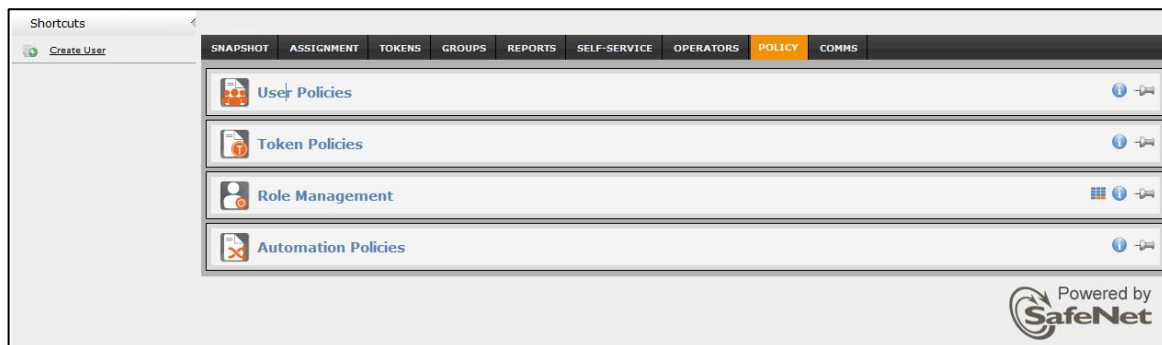 Shortcuts
Create User
SNAPSHOT ASSIGNMENT TOKENS GROUPS REPORTS SELF-SERVICE OPERATORS POLICY COMMS
User Policies
Token Policies
Role Management
Automation Policies
Powered by
SafeNet